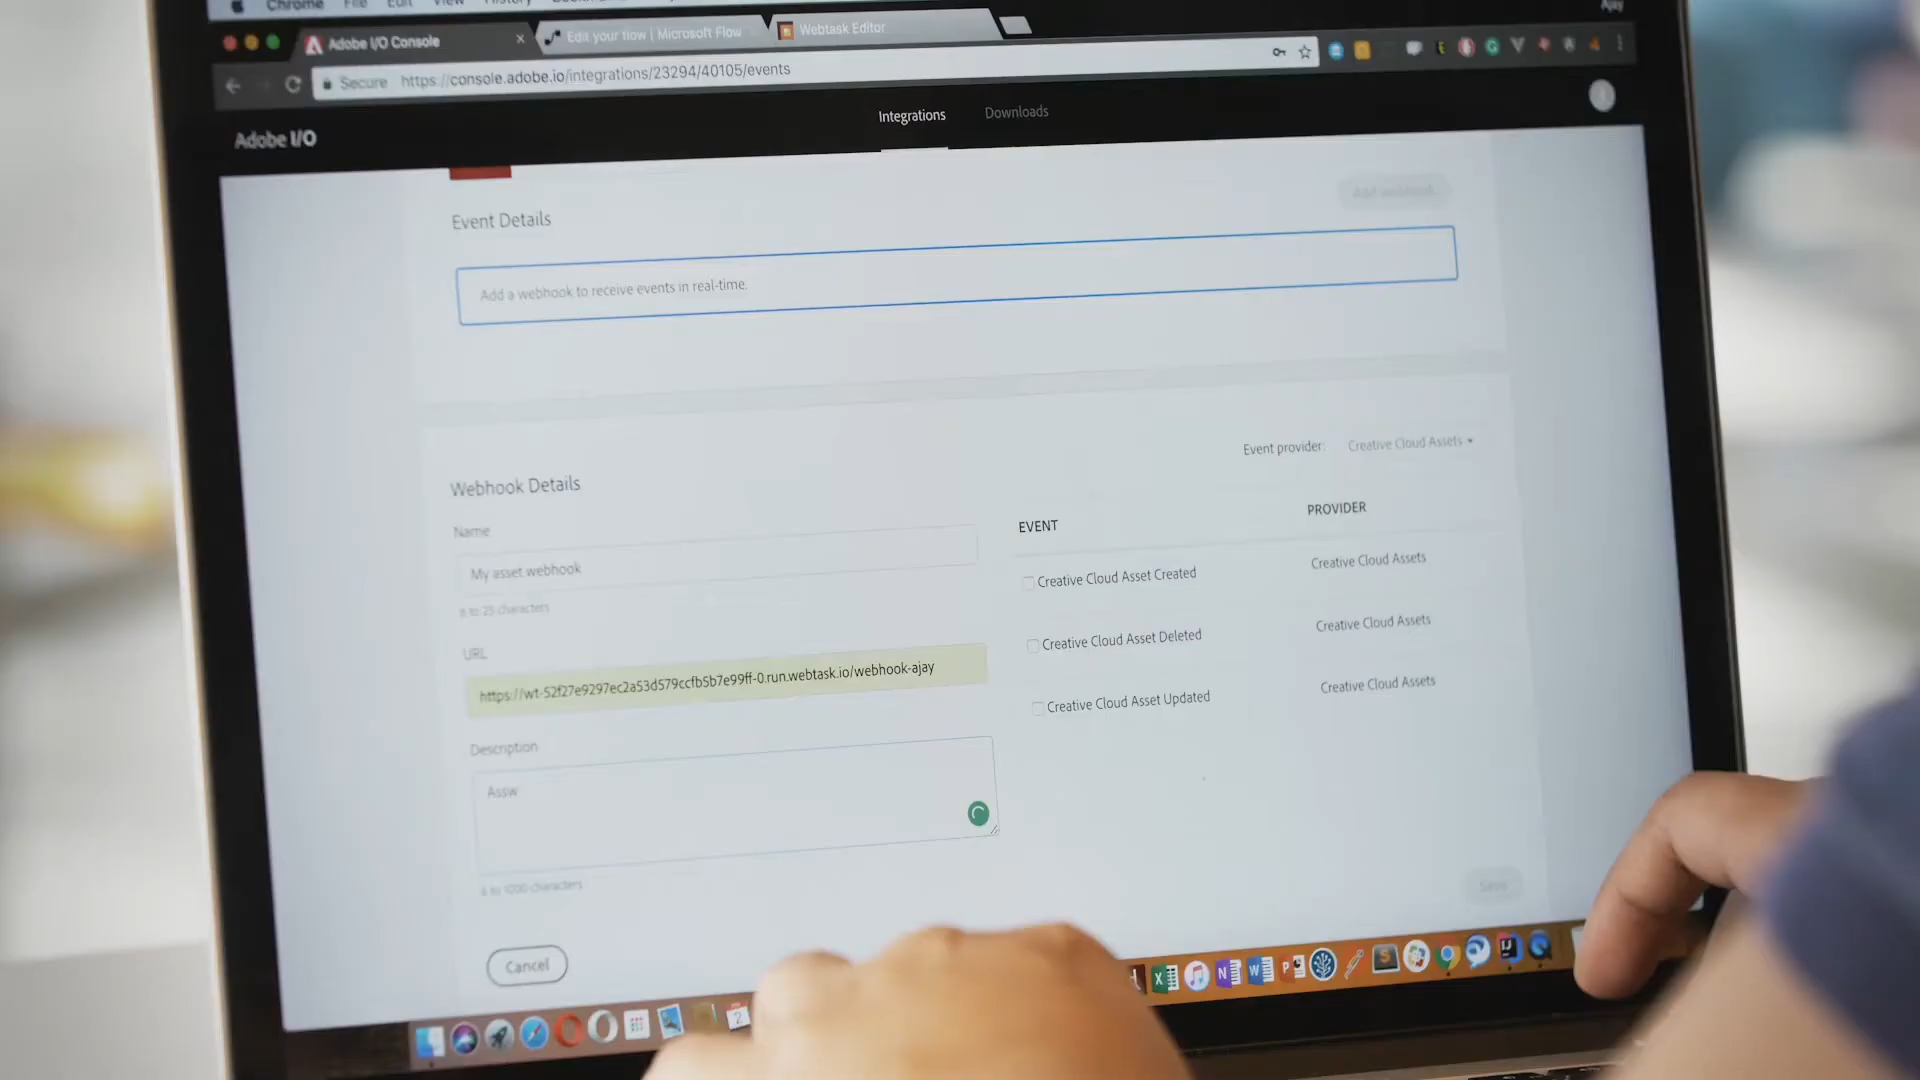 Chrome File Edit View History
Ajay
Adobe I/O Console
Edit your flow | Microsoft Flow
Webtask Editor
Secure https://console.adobe.io/integrations/23294/40105/events
Adobe I/O
Integrations
Downloads
Event Details
Add webhook
Add a webhook to receive events in real-time.
Event provider:
Creative Cloud Assets
Webhook Details
Name
My asset webhook
6 to 25 characters
URL
https://wt-52f27e9297ec2a53d579ccfb5b7e99ff-0.run.webtask.io/webhook-ajay
Description
Assw
6 to 1000 characters
EVENT
PROVIDER
Creative Cloud Asset Created
Creative Cloud Assets
Creative Cloud Asset Deleted
Creative Cloud Assets
Creative Cloud Asset Updated
Creative Cloud Assets
Save
Cancel